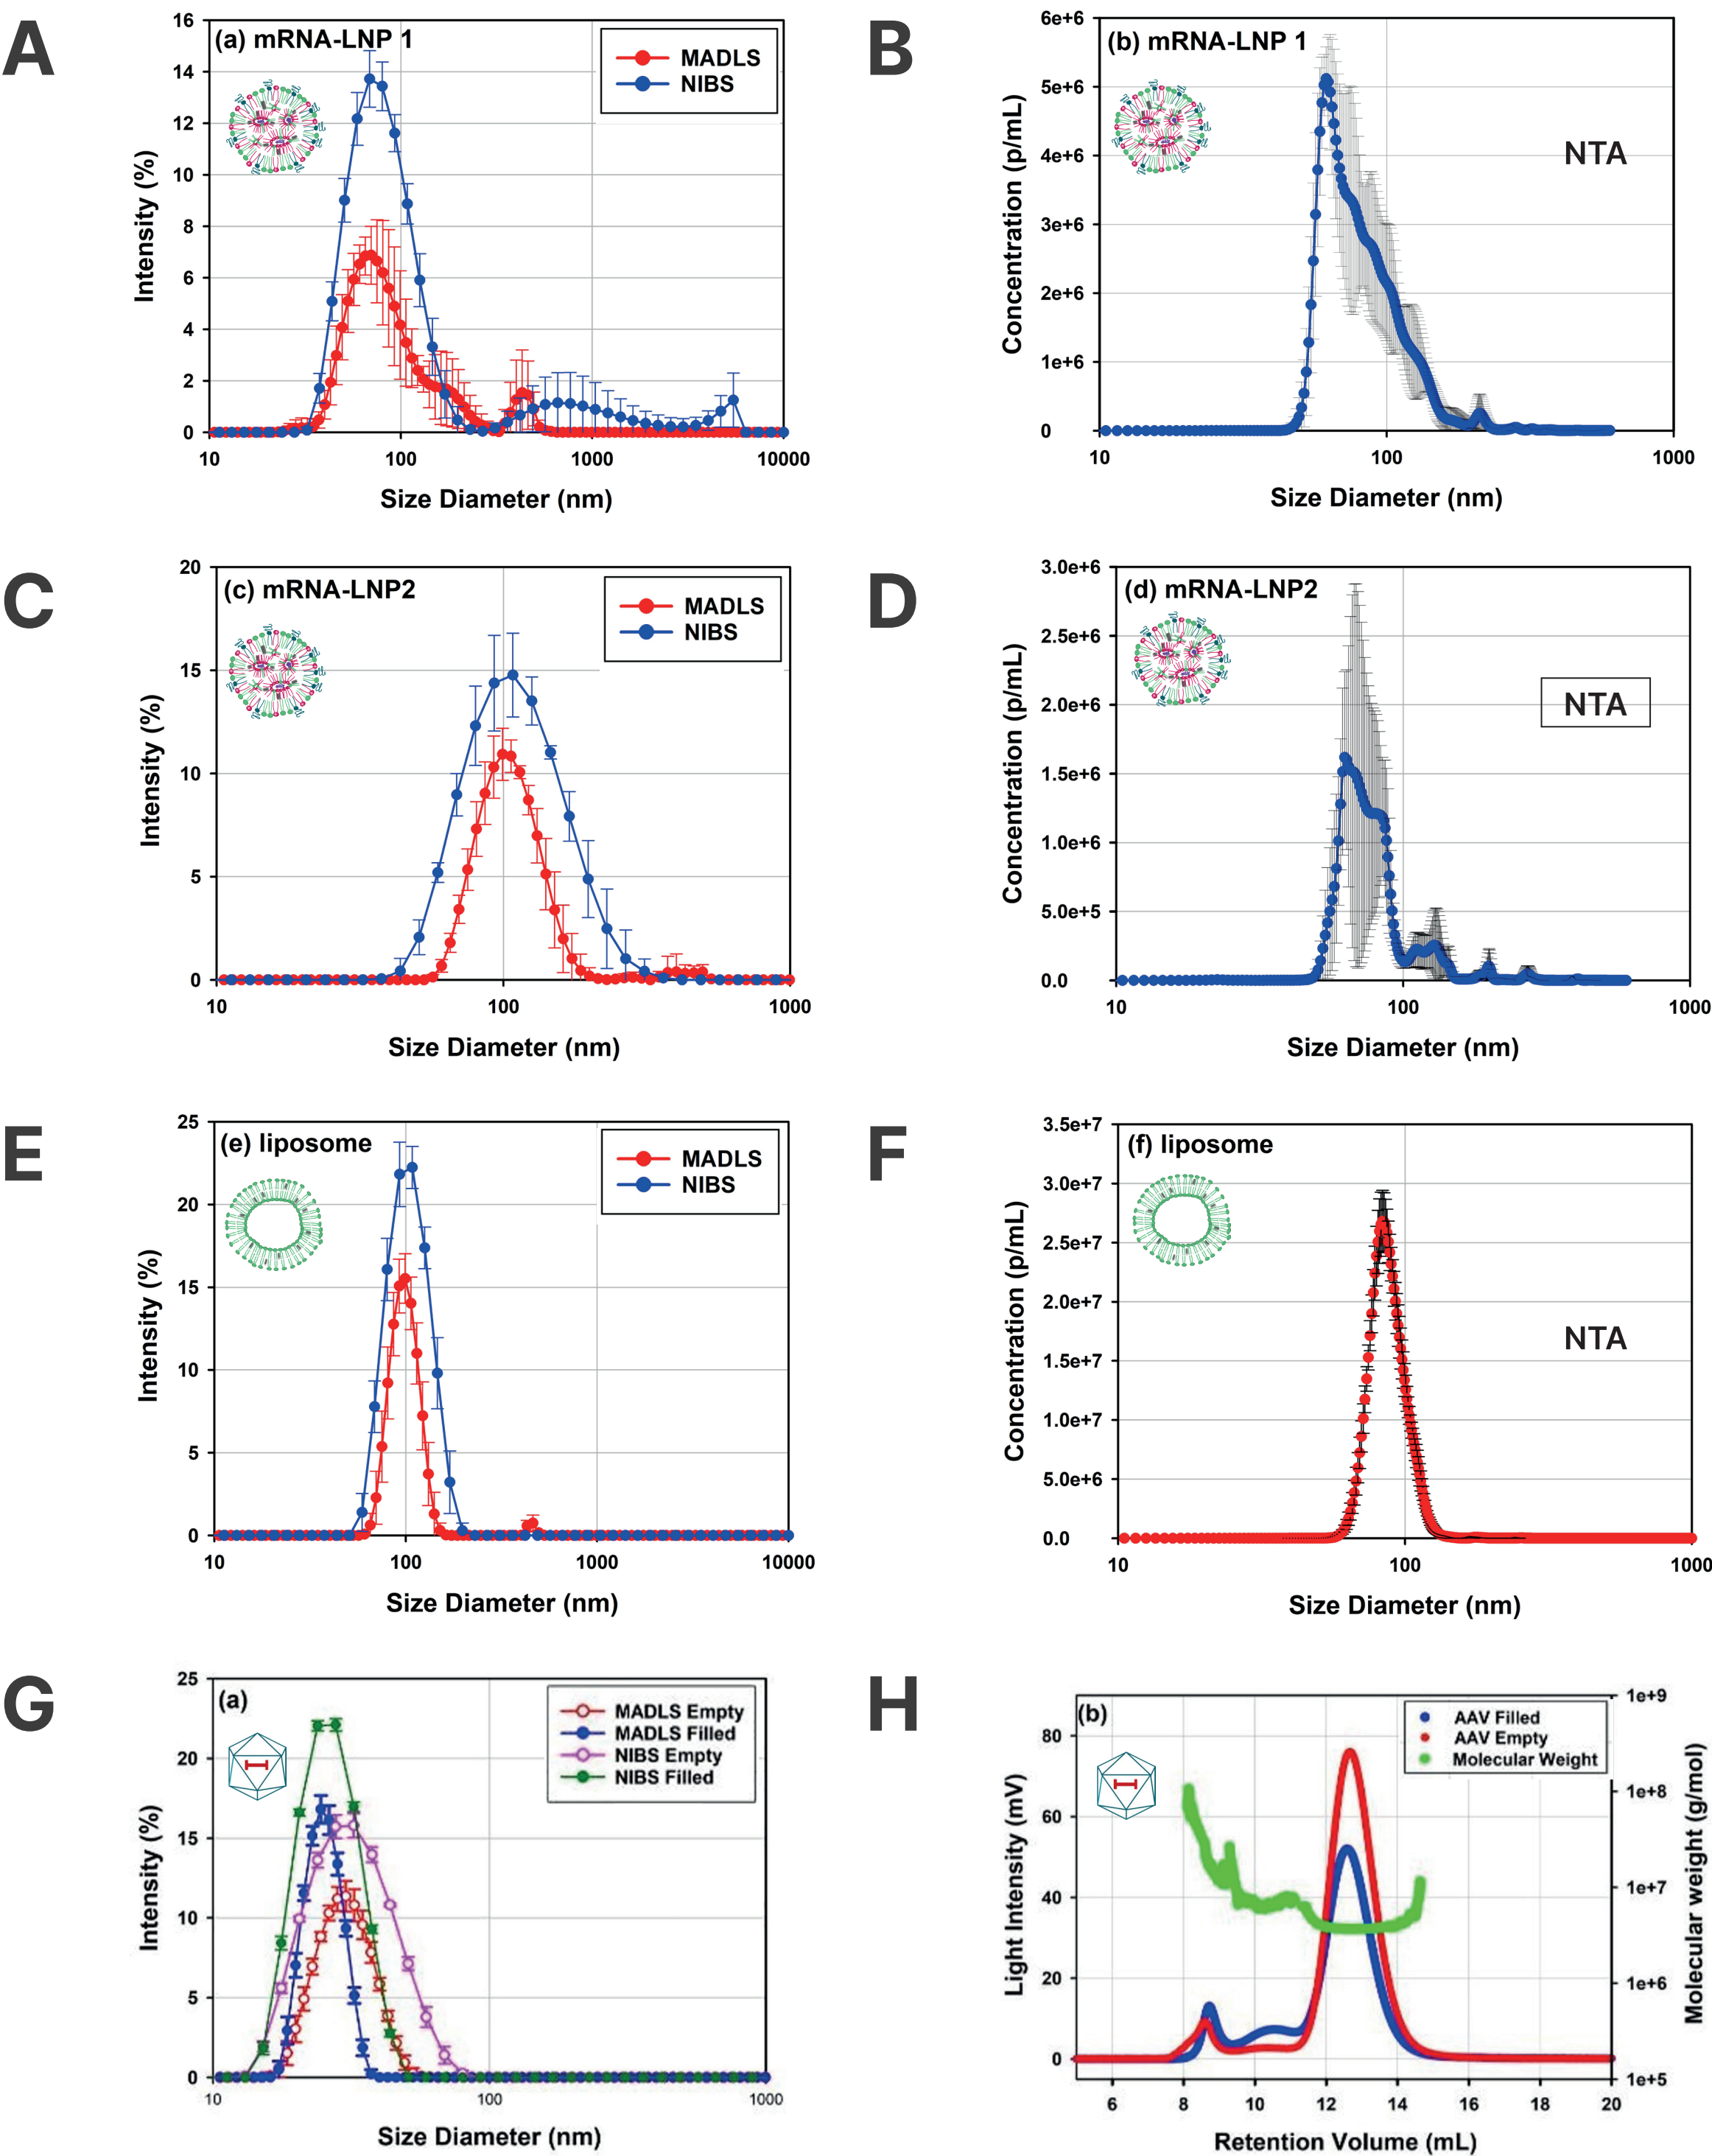 A
(a) mRNA-LNP 1
MADLS
NIBS
16
14
12
10
8
6
4
2
0
Intensity (%)
10
100
1000
10000
Size Diameter (nm)
B
(b) mRNA-LNP 1
NTA
6e+6
5e+6
4e+6
3e+6
2e+6
1e+6
0
Concentration (p/mL)
10
100
1000
Size Diameter (nm)
C
(c) mRNA-LNP2
MADLS
NIBS
20
15
10
5
0
Intensity (%)
10
100
1000
Size Diameter (nm)
D
(d) mRNA-LNP2
NTA
3.0e+6
2.5e+6
2.0e+6
1.5e+6
1.0e+6
5.0e+5
0.0
Concentration (p/mL)
10
100
1000
Size Diameter (nm)
E
(e) liposome
MADLS
NIBS
25
20
15
10
5
0
Intensity (%)
10
100
1000
10000
Size Diameter (nm)
F
(f) liposome
NTA
3.5e+7
3.0e+7
2.5e+7
2.0e+7
1.5e+7
1.0e+7
5.0e+6
0.0
Concentration (p/mL)
10
100
1000
Size Diameter (nm)
G
(a)
MADLS Empty
MADLS Filled
NIBS Empty
NIBS Filled
25
20
15
10
5
0
Intensity (%)
10
100
1000
Size Diameter (nm)
H
(b)
AAV Filled
AAV Empty
Molecular Weight
80
60
40
20
0
Light Intensity (mV)
1e+9
1e+8
1e+7
1e+6
1e+5
Molecular weight (g/mol)
6
8
10
12
14
16
18
20
Retention Volume (mL)